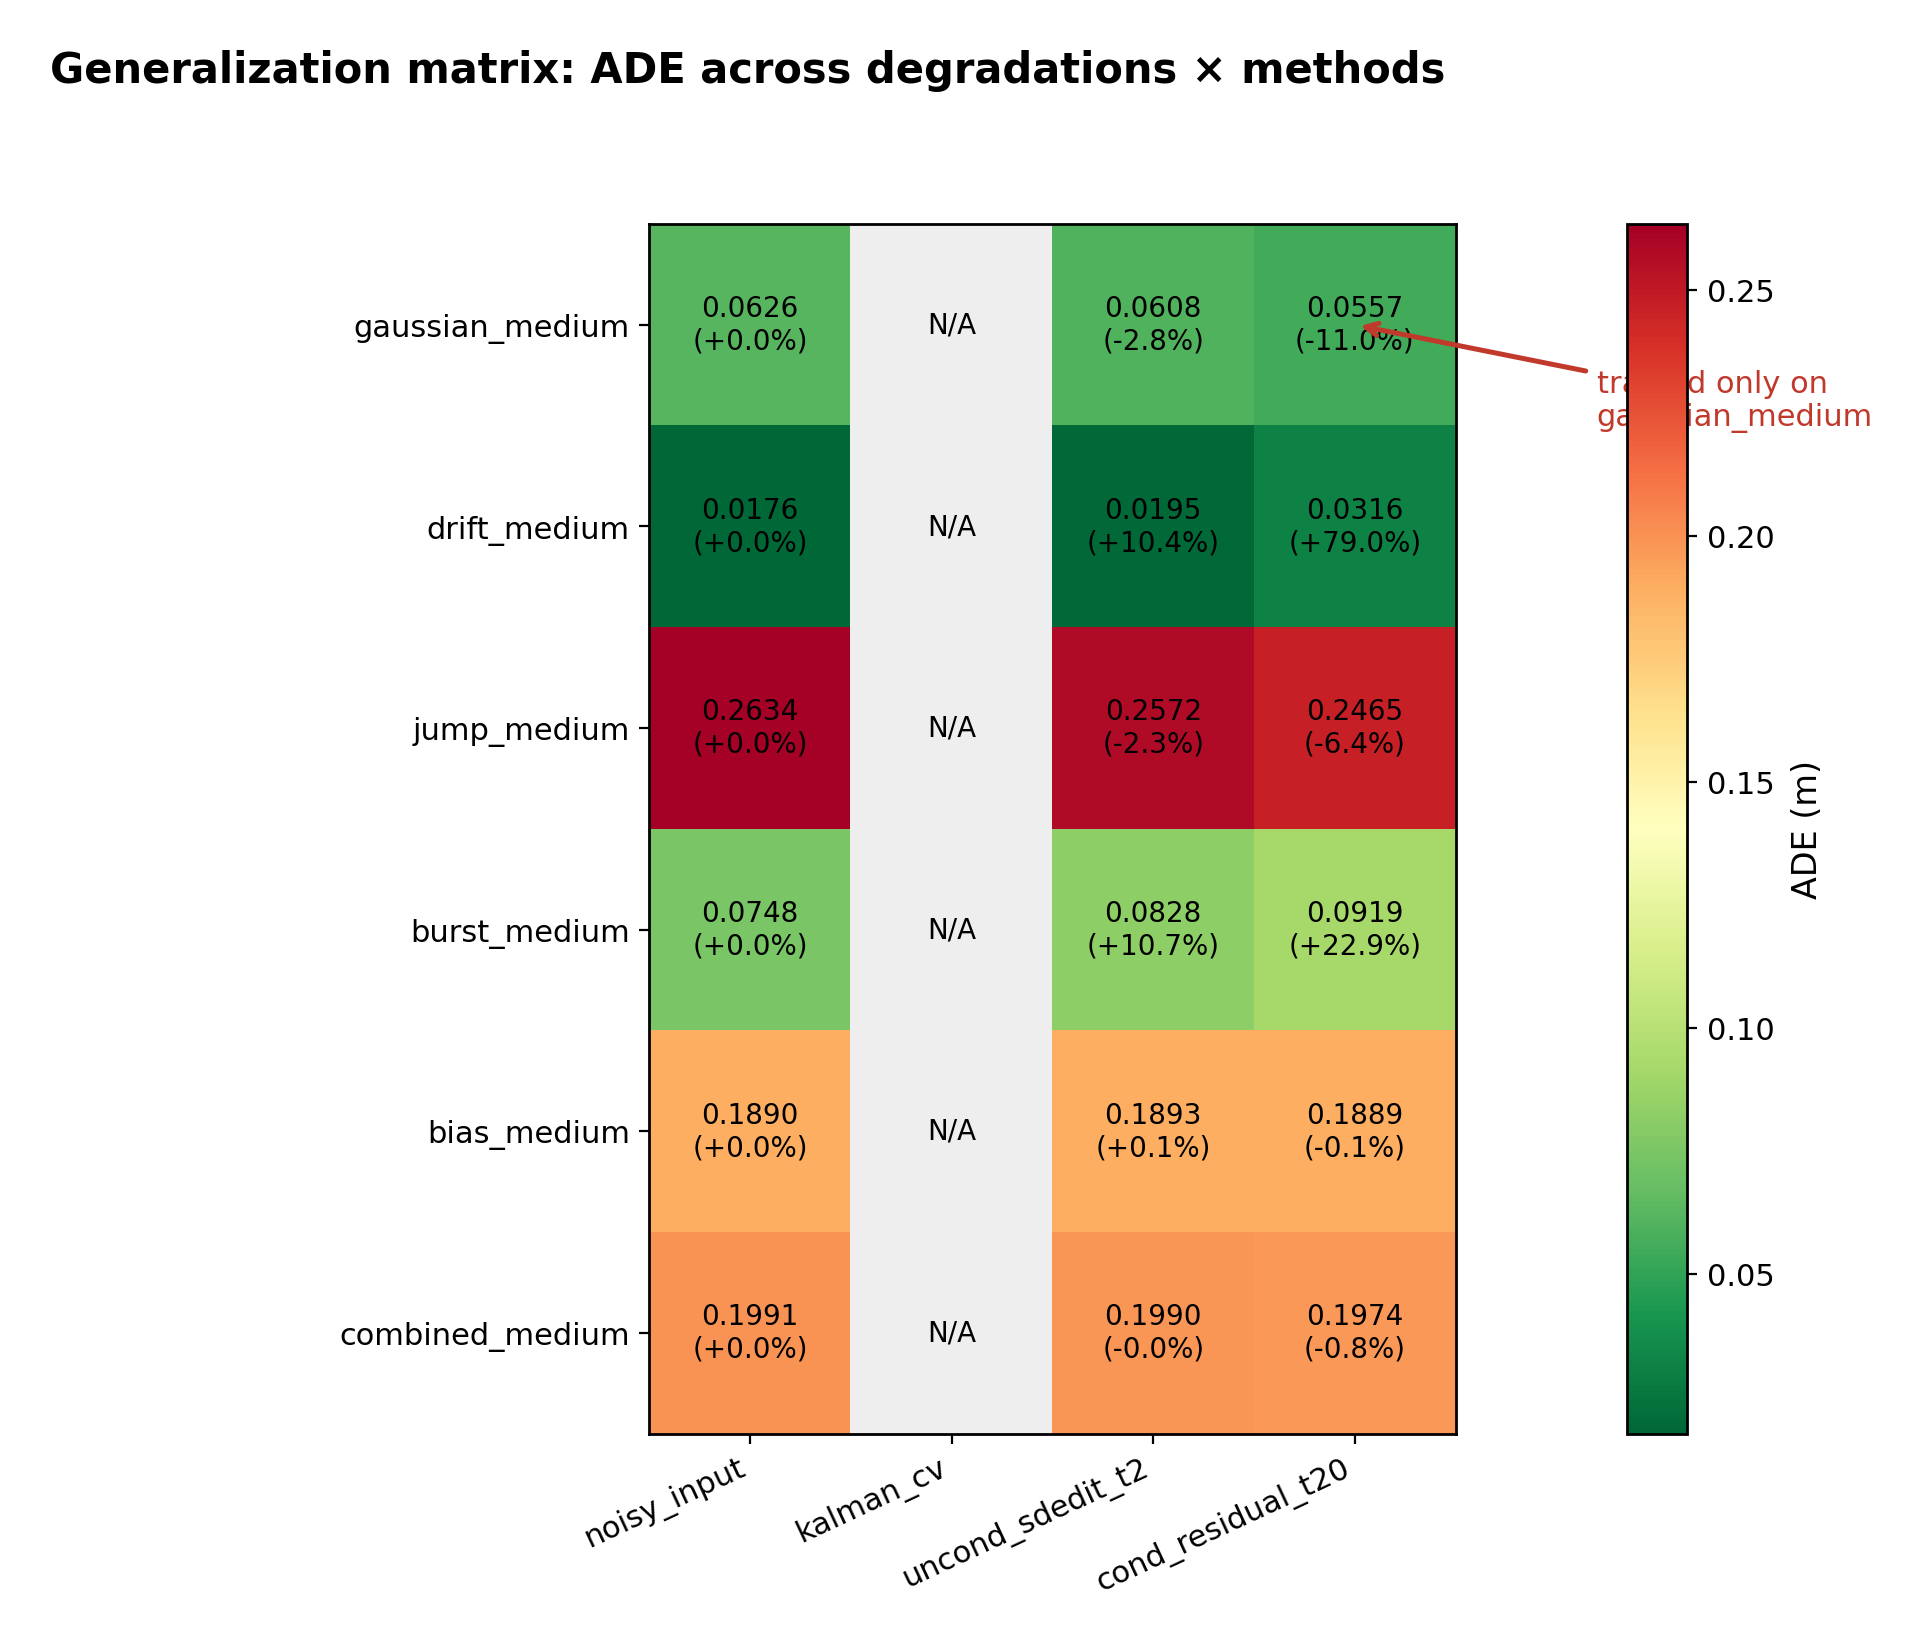 Generalization matrix: ADE across degradations × methods
gaussian_medium
0.0626
(+0.0%)
N/A
0.0608
(-2.8%)
0.0557
(-11.0%)
only on
drift_medium
0.0176
(+0.0%)
N/A
0.0195
(+10.4%)
0.0316
(+79.0%)
jump_medium
0.2634
(+0.0%)
N/A
0.2572
(-2.3%)
0.2465
(-6.4%)
burst_medium
0.0748
(+0.0%)
N/A
0.0828
(+10.7%)
0.0919
(+22.9%)
bias_medium
0.1890
(+0.0%)
N/A
0.1893
(+0.1%)
0.1889
(-0.1%)
combined_medium
0.1991
(+0.0%)
N/A
0.1990
(-0.0%)
0.1974
(-0.8%)
noisy_input
kalman_cv
uncond_sdedit_t2
cond_residual_t20
0.25
0.20
0.15
0.10
0.05
ADE (m)